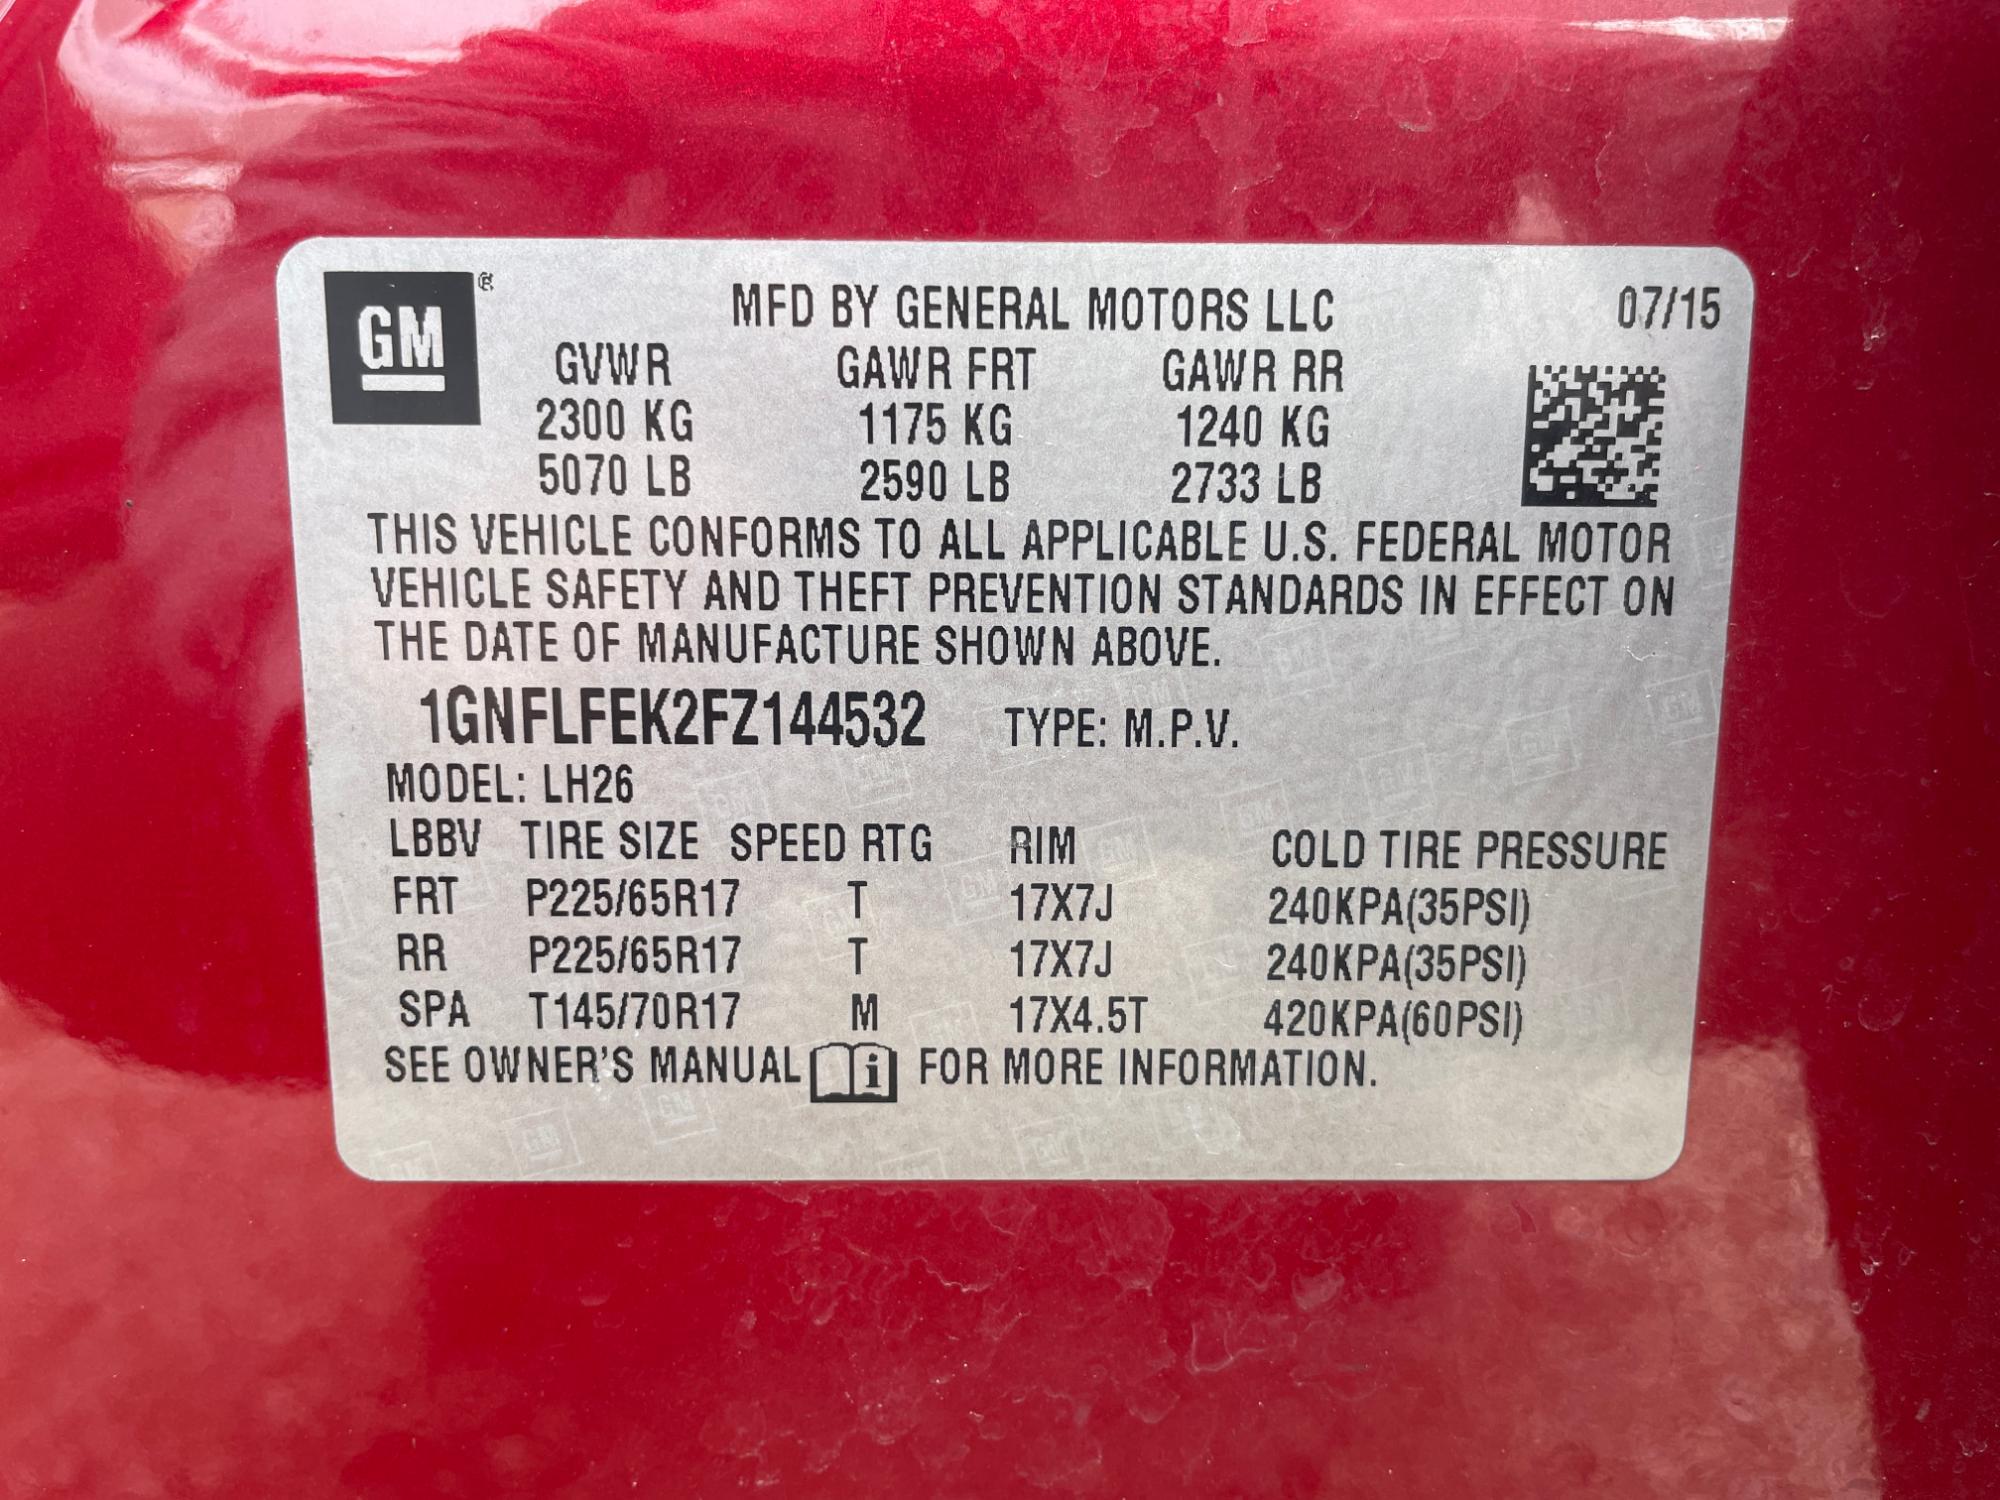 GM ®
MFD BY GENERAL MOTORS LLC 07/15
GVWR GAWR FRT GAWR RR
2300 KG 1175 KG 1240 KG
5070 LB 2590 LB 2733 LB
THIS VEHICLE CONFORMS TO ALL APPLICABLE U.S. FEDERAL MOTOR
VEHICLE SAFETY AND THEFT PREVENTION STANDARDS IN EFFECT ON
THE DATE OF MANUFACTURE SHOWN ABOVE.
1GNFLFEK2FZ144532 TYPE: M.P.V.
MODEL: LH26
LBBV TIRE SIZE SPEED RTG RIM COLD TIRE PRESSURE
FRT P225/65R17 T 17X7J 240KPA(35PSI)
RR P225/65R17 T 17X7J 240KPA(35PSI)
SPA T145/70R17 M 17X4.5T 420KPA(60PSI)
SEE OWNER'S MANUAL i FOR MORE INFORMATION.